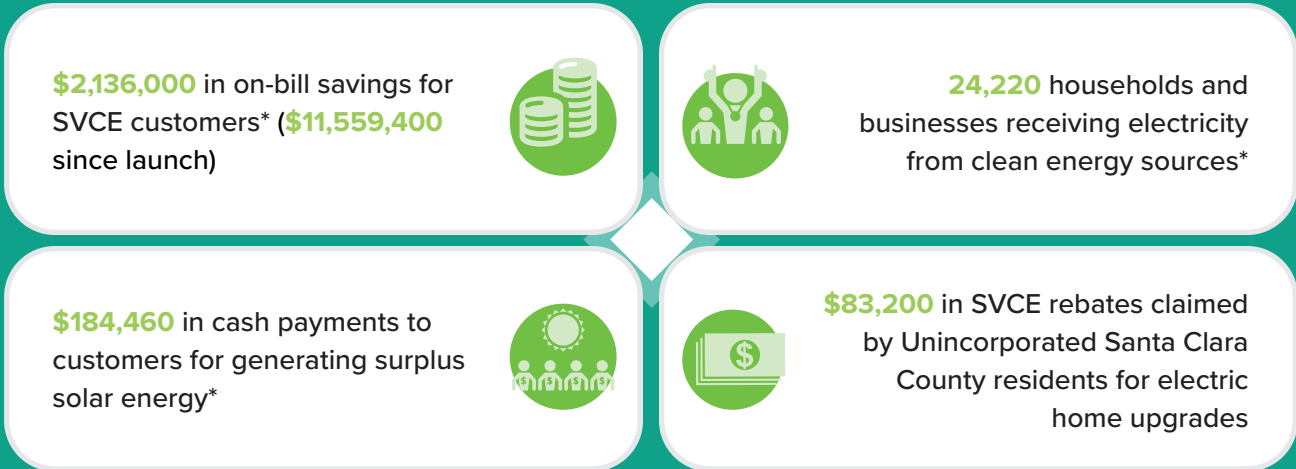 $2,136,000 in on-bill savings for
SVCE customers* ($11,559,400
since launch)
24,220 households and
businesses receiving electricity
from clean energy sources*
$184,460 in cash payments to
customers for generating surplus
solar energy*
$83,200 in SVCE rebates claimed
by Unincorporated Santa Clara
County residents for electric
home upgrades